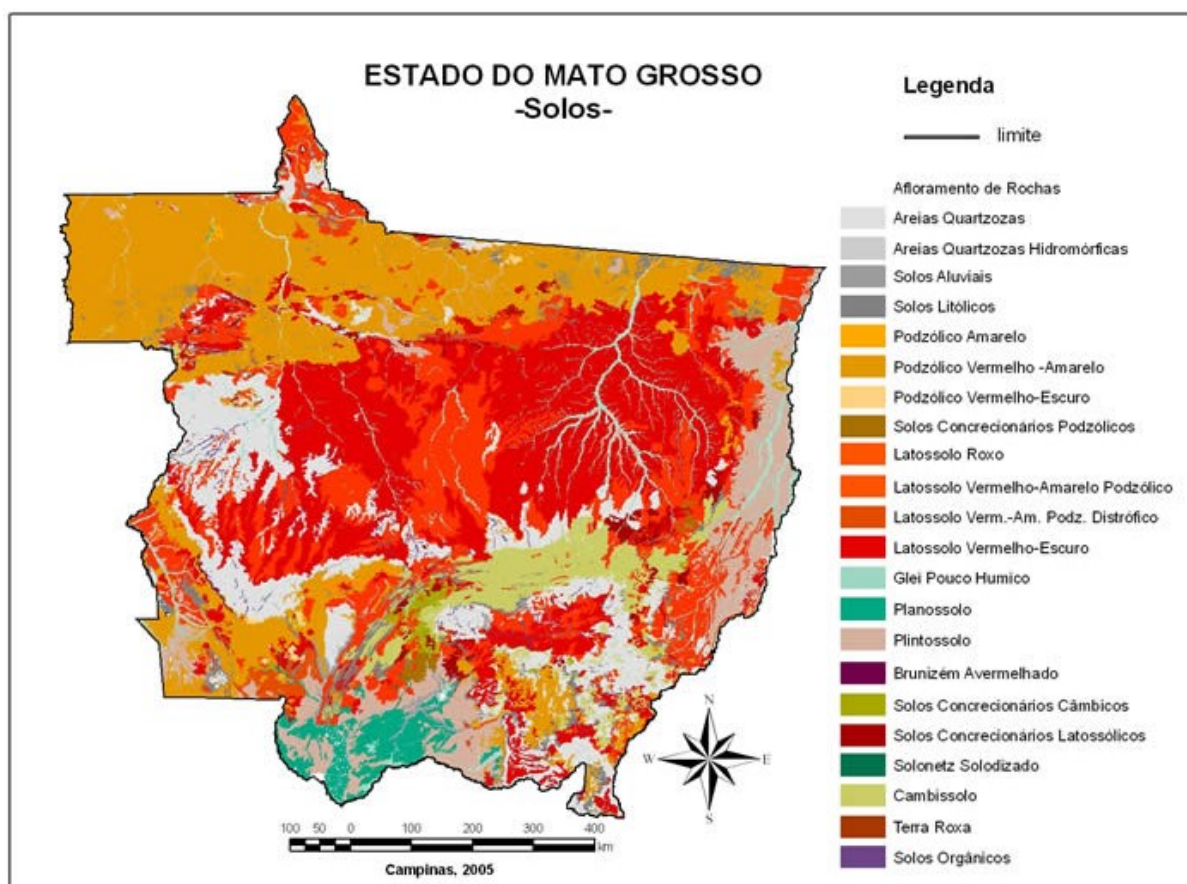 ESTADO DO MATO GROSSO
-Solos-
Legenda
limite
Afloramento de Rochas
Areias Quartzozas
Areias Quartzozas Hidromórficas
Solos Aluviais
Solos Litólicos
Podzólico Amarelo
Podzólico Vermelho -Amarelo
Podzólico Vermelho-Escuro
Solos Concrecionários Podzólicos
Latossolo Roxo
Latossolo Vermelho-Amarelo Podzólico
Latossolo Verm.-Am. Podz. Distrófico
Latossolo Vermelho-Escuro
Glei Pouco Humico
Planossolo
Plintossolo
Brunizém Avermelhado
Solos Concrecionários Câmbicos
Solos Concrecionários Latossólicos
Solonetz Solodizado
Cambissolo
Terra Roxa
Solos Orgânicos
N
W E
S
100 50 0 100 200 300 400
km
Campinas, 2005